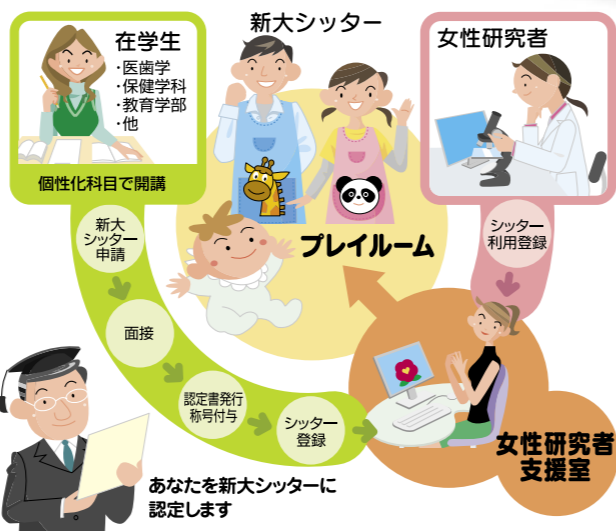 新大シッター
在学生
・医歯学
・保健学科
・教育学部
・他
個性化科目で開講
女性研究者
プレイルーム
新大
シッター
申請
面接
認定書発行
称号付与
シッター
登録
シッター
利用登録
女性研究者
支援室
あなたを新大シッターに
認定します